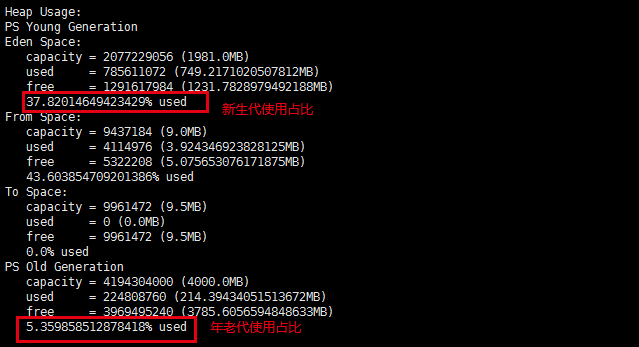 Heap Usage:
PS Young Generation
Eden Space:
capacity = 2077229056 (1981.0MB)
used     = 785611072 (749.2171020507812MB)
free     = 1291617984 (1231.7828979492188MB)
37.82014649423429% used 新生代使用占比
From Space:
capacity = 9437184 (9.0MB)
used     = 4114976 (3.924346923828125MB)
free     = 5322208 (5.075653076171875MB)
43.603854709201386% used
To Space:
capacity = 9961472 (9.5MB)
used     = 0 (0.0MB)
free     = 9961472 (9.5MB)
0.0% used
PS Old Generation
capacity = 4194304000 (4000.0MB)
used     = 224808760 (214.39434051513672MB)
free     = 3969495240 (3785.6056594848633MB)
5.359858512878418% used 年老代使用占比